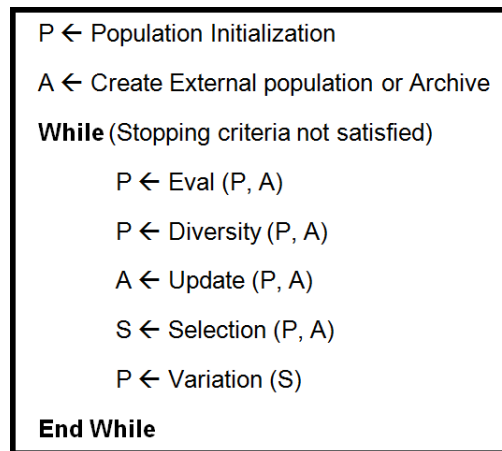 P ← Population Initialization
A ← Create External population or Archive
While (Stopping criteria not satisfied)
P ← Eval (P, A)
P ← Diversity (P, A)
A ← Update (P, A)
S ← Selection (P, A)
P ← Variation (S)
End While